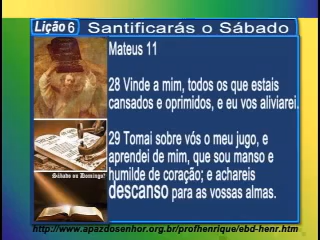 Lição 6 Santificarás o Sábado
Mateus 11
28 Vinde a mim, todos os que estais
cansados e oprimidos, e eu vos aliviarei.
29 Tomai sobre vós o meu jugo, e
aprendei de mim, que sou manso e
humilde de coração; e achareis
descanso para as vossas almas.
Sábado ou Domingo?
http://www.apazdosenhor.org.br/profhenrique/ebd-henr.htm